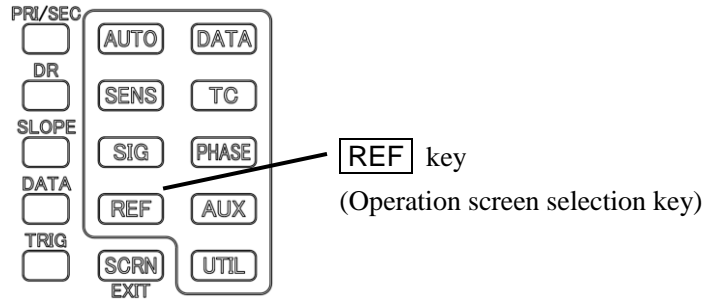 PRI/SEC
AUTO DATA
DR
SENS TC
SLOPE
SIG PHASE
REF key
DATA
(Operation screen selection key)
REF AUX
TRIG
SCRN UTIL
EXIT